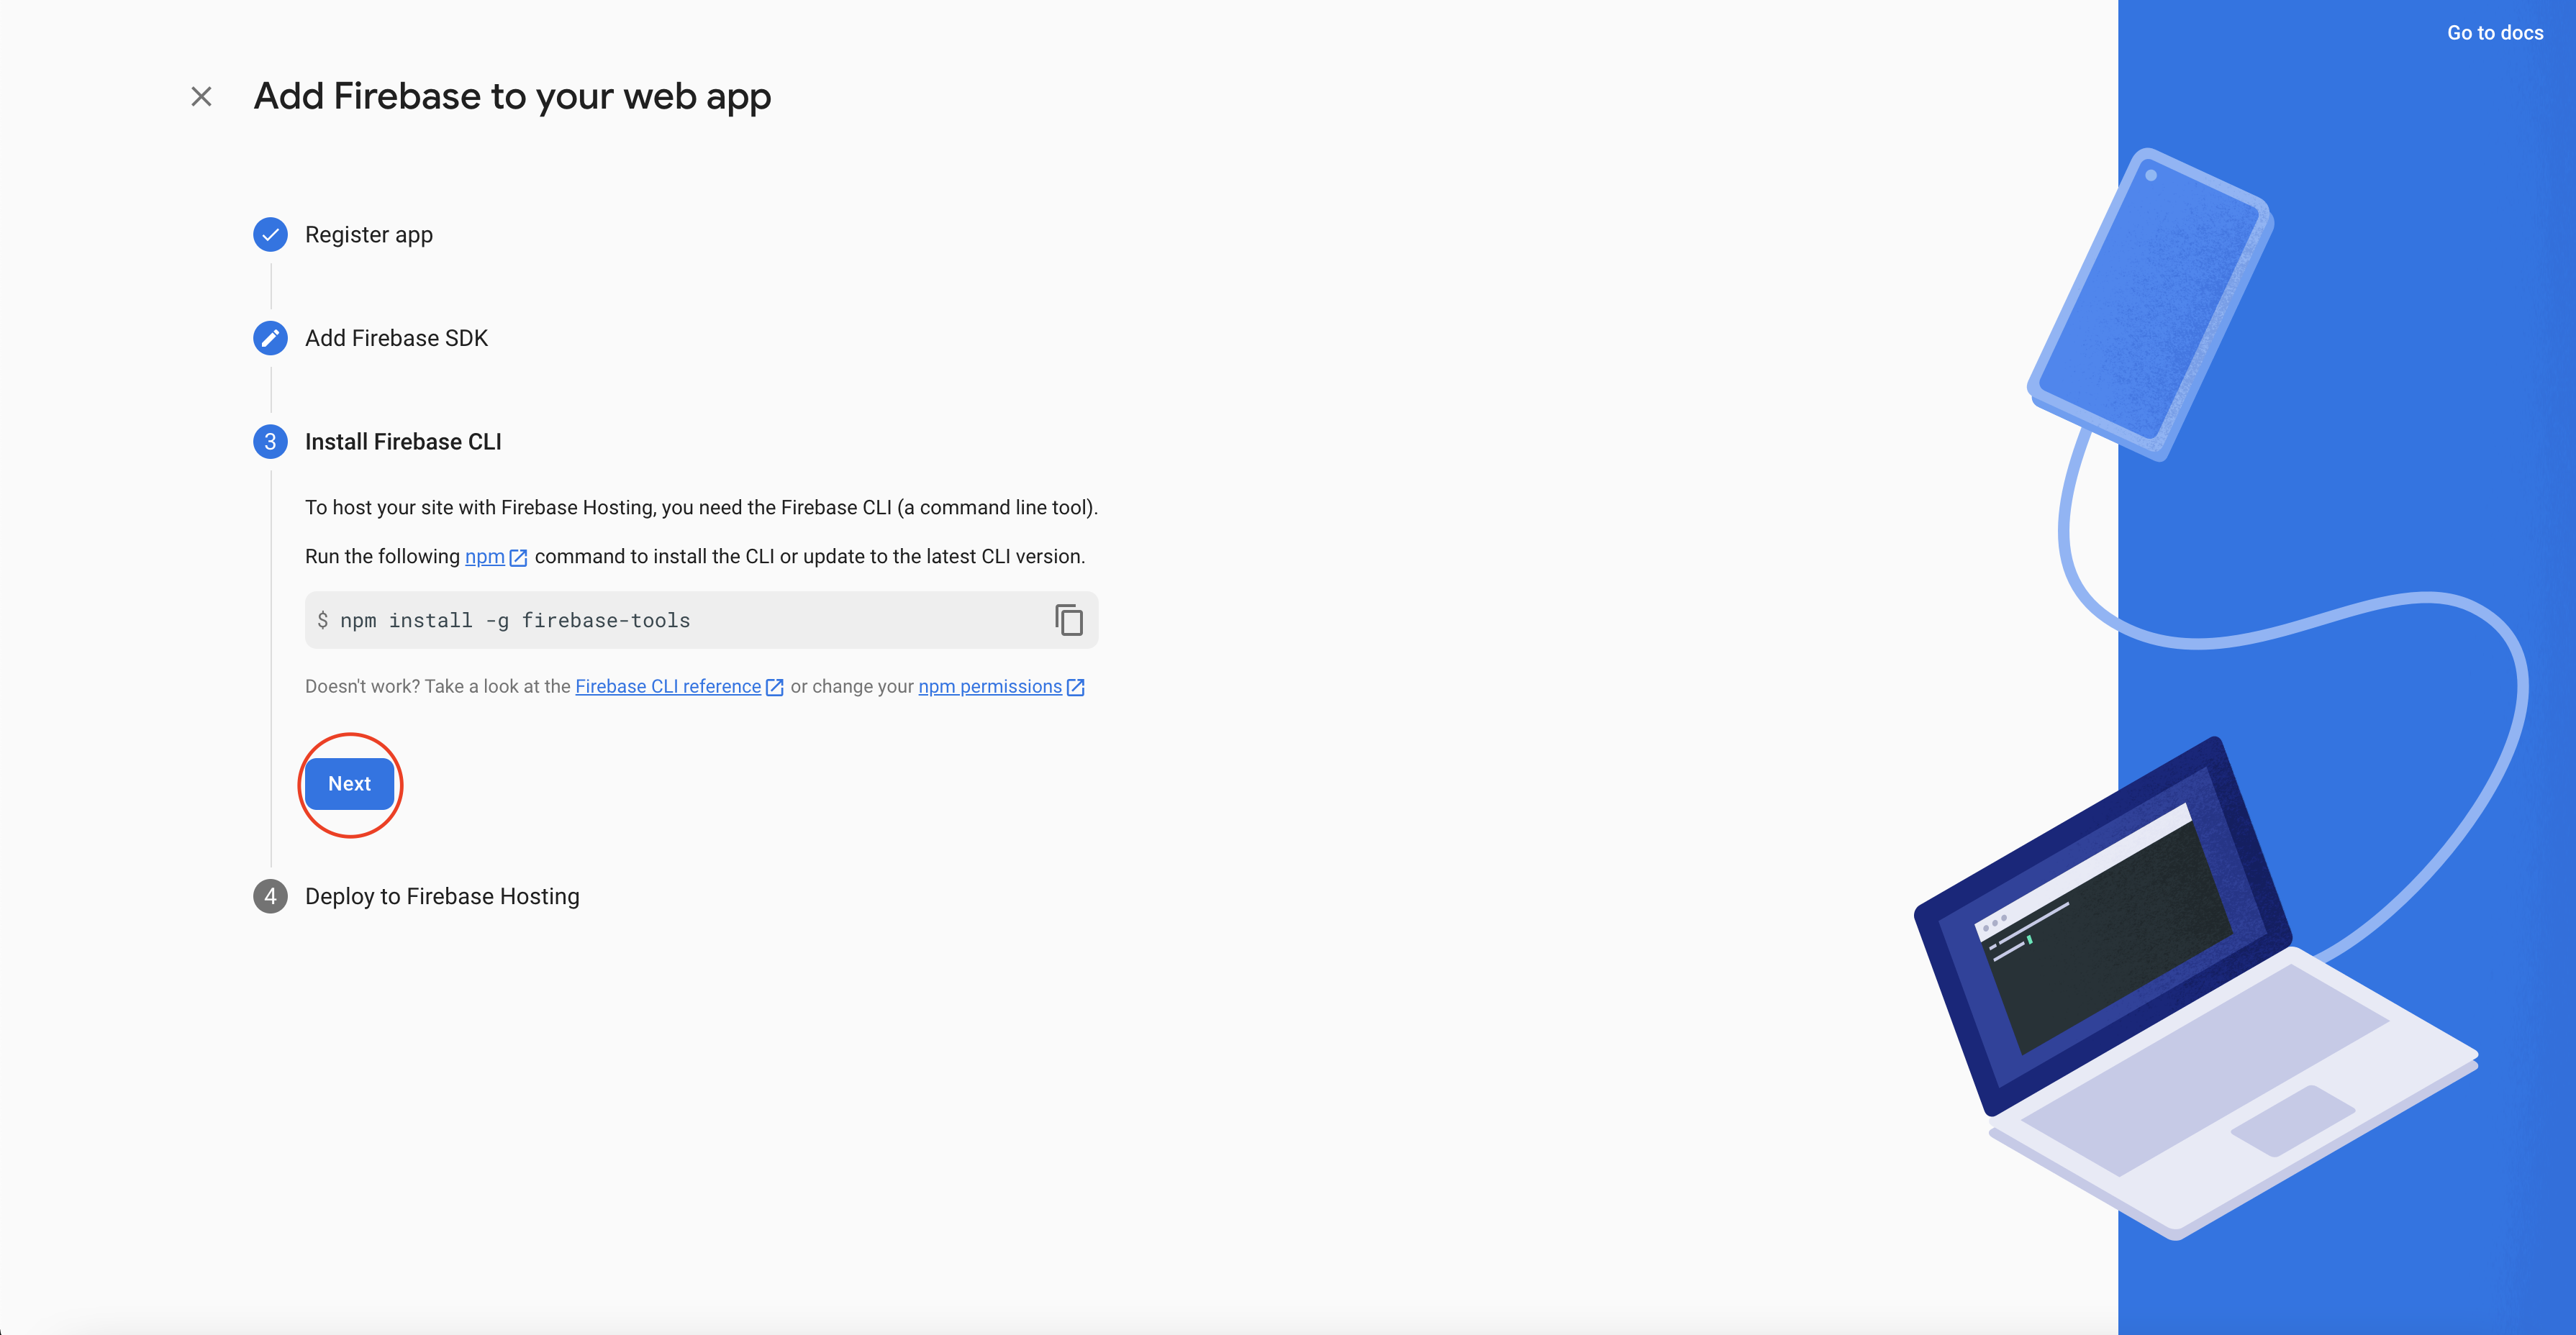 Go to docs
Add Firebase to your web app
Register app
Add Firebase SDK
3 Install Firebase CLI
To host your site with Firebase Hosting, you need the Firebase CLI (a command line tool).
Run the following npm command to install the CLI or update to the latest CLI version.
$ npm install -g firebase-tools
Doesn't work? Take a look at the Firebase CLI reference or change your npm permissions
Next
4 Deploy to Firebase Hosting